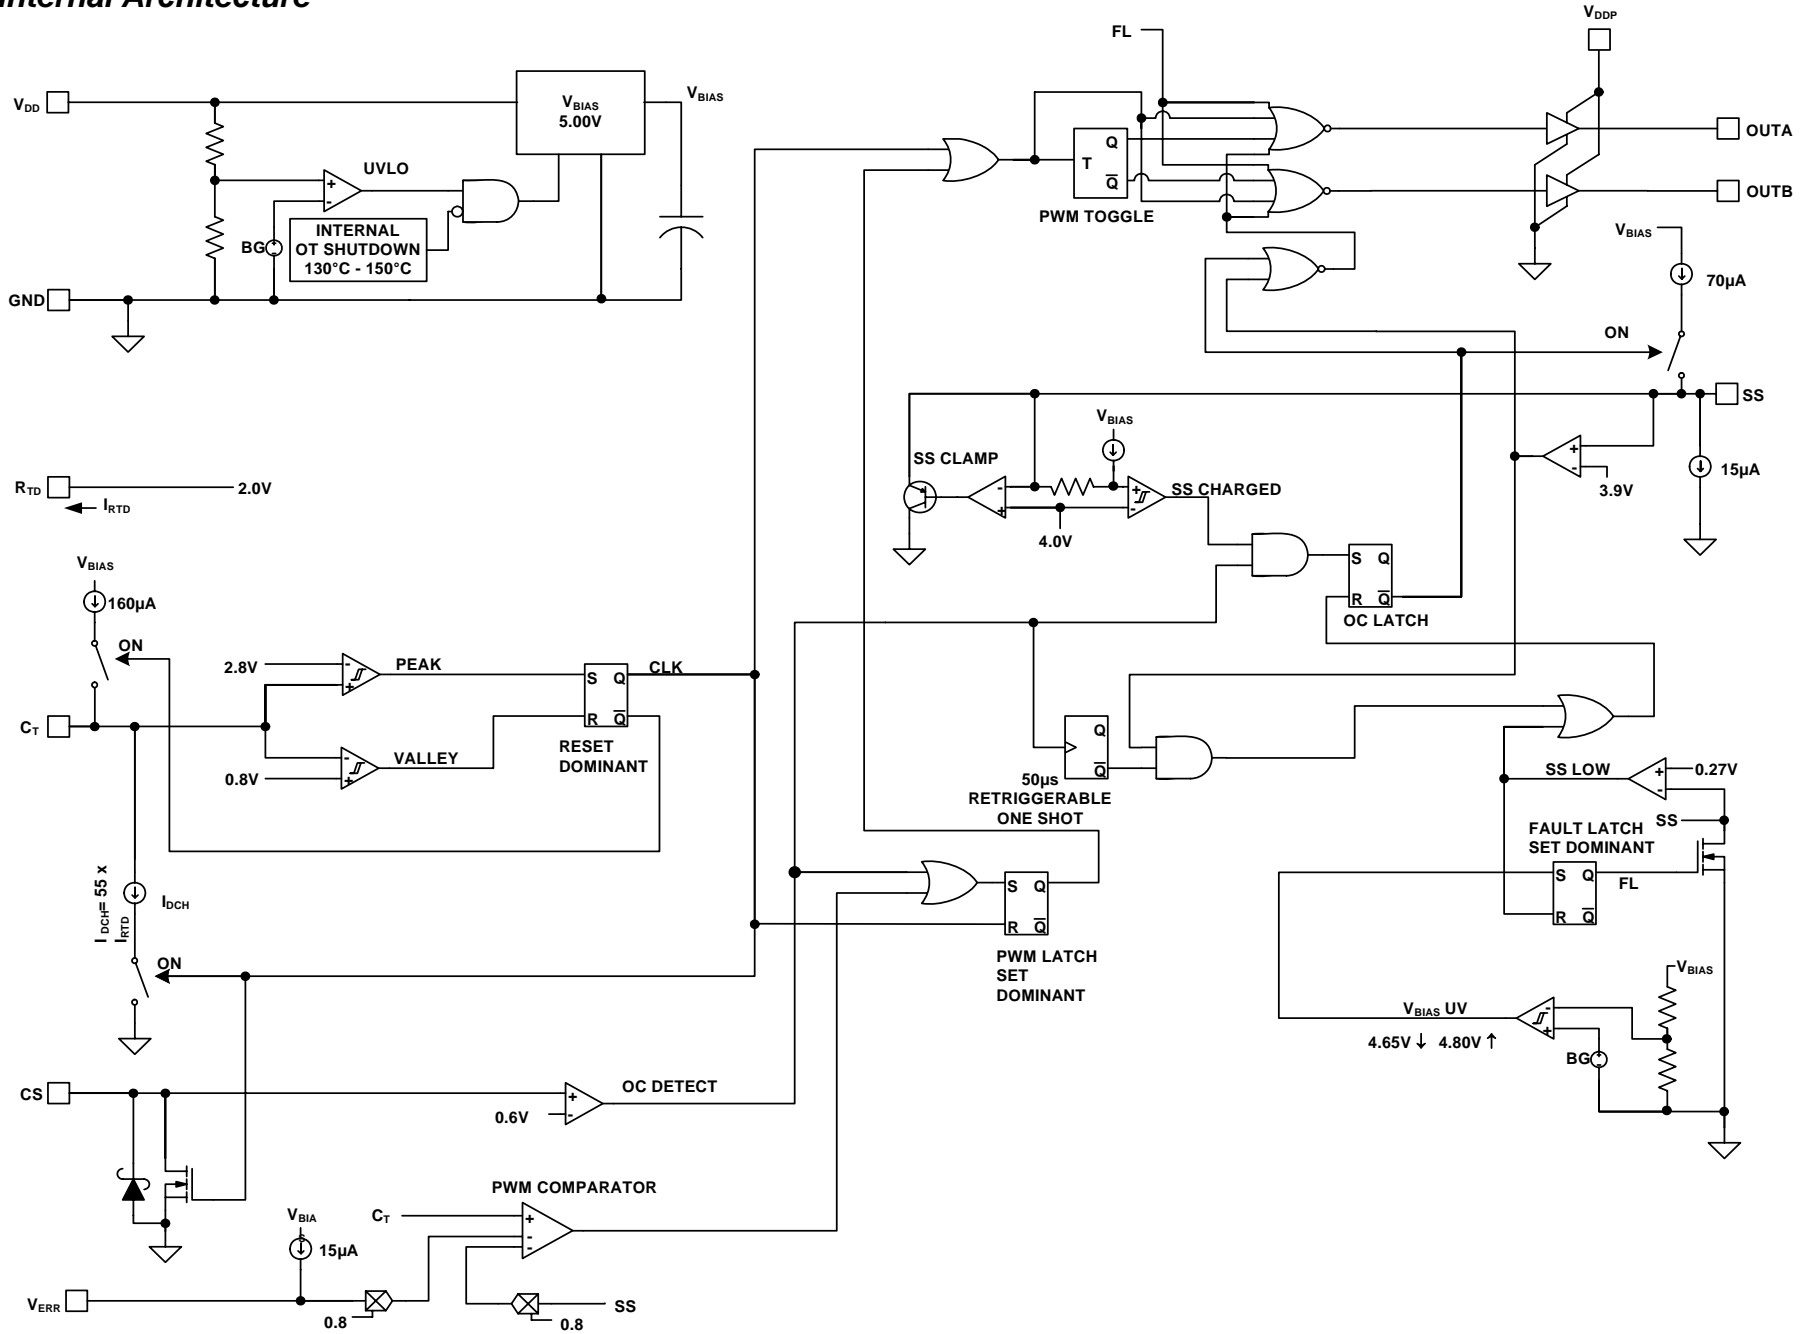 Internal Architecture
VDD
VBIAS
5.00V
VBIAS
UVLO
BG
INTERNAL
OT SHUTDOWN
130°C - 150°C
GND
+
-
FL
VDDP
T
Q
Q
PWM TOGGLE
OUTA
OUTB
VBIAS
70µA
ON
SS
15µA
+
-
3.9V
RTD
2.0V
IRTD
SS CLAMP
VBIAS
-
+
+
-
SS CHARGED
4.0V
S
Q
R
Q
OC LATCH
VBIAS
160µA
ON
CT
2.8V
-
+
PEAK
0.8V
-
+
VALLEY
S
Q
R
Q
CLK
RESET
DOMINANT
Q
Q
50µs
RETRIGGERABLE
ONE SHOT
SS LOW
+
-
0.27V
SS
FAULT LATCH
SET DOMINANT
S
Q
R
Q
FL
IDCH= 55 x
IRTD
IDCH
ON
S
Q
R
Q
PWM LATCH
SET
DOMINANT
VBIAS
VBIAS UV
4.65V ↓ 4.80V ↑
-
+
BG
CS
OC DETECT
+
-
0.6V
PWM COMPARATOR
CT
+
-
-
VBIAS
15µA
VERR
0.8
SS
0.8